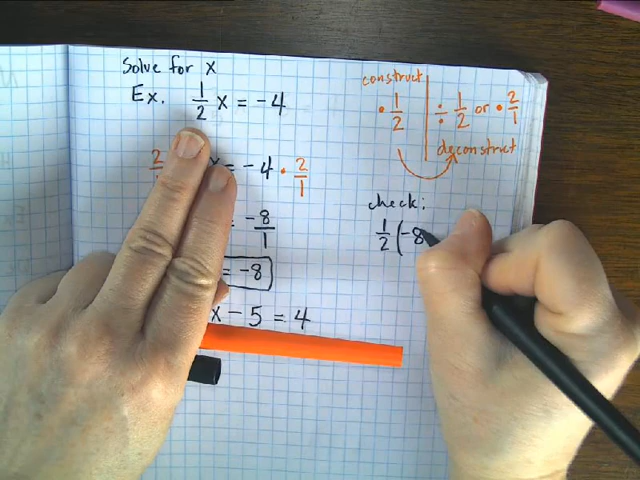 Solve for x
Ex. 1/2 x = -4
construct
· 1/2
÷ 1/2 or · 2/1
deconstruct
x = -4 · 2/1
= -8/1
= -8
x - 5 = 4
check:
1/2 (-8